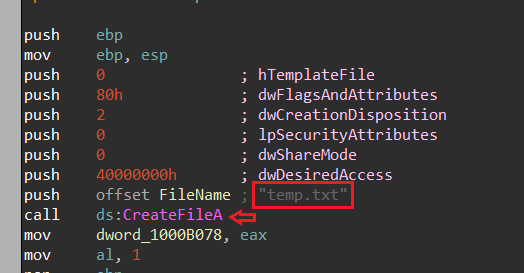 push ebp
mov ebp, esp
push 0 ; hTemplateFile
push 80h ; dwFlagsAndAttributes
push 2 ; dwCreationDisposition
push 0 ; lpSecurityAttributes
push 0 ; dwShareMode
push 40000000h ; dwDesiredAccess
push offset FileName ; "temp.txt"
call ds:CreateFileA
mov dword_1000B078, eax
mov al, 1